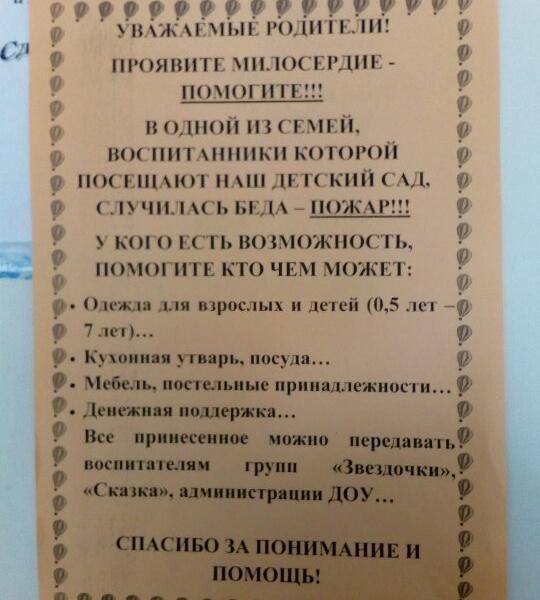 сд
УВАЖАЕМЫЕ РОДИТЕЛИ!
ПРОЯВИТЕ МИЛОСЕРДИЕ -
ПОМОГИТЕ!!!
В ОДНОЙ ИЗ СЕМЕЙ,
ВОСПИТАННИКИ КОТОРОЙ
ПОСЕЩАЮТ НАШ ДЕТСКИЙ САД,
СЛУЧИЛАСЬ БЕДА – ПОЖАР!!!
У КОГО ЕСТЬ ВОЗМОЖНОСТЬ,
ПОМОГИТЕ КТО ЧЕМ МОЖЕТ:
• Одежда для взрослых и детей (0,5 лет –
7 лет)…
• Кухонная утварь, посуда…
• Мебель, постельные принадлежности…
• Денежная поддержка…
Все принесенное можно передавать
воспитателям групп «Звездочки»,
«Сказка», администрации ДОУ…
СПАСИБО ЗА ПОНИМАНИЕ И
ПОМОЩЬ!